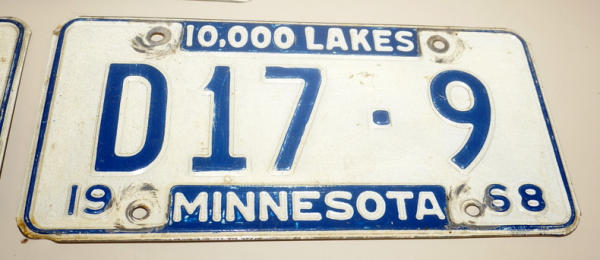 10,000 LAKES
D17·9
19 MINNESOTA 68